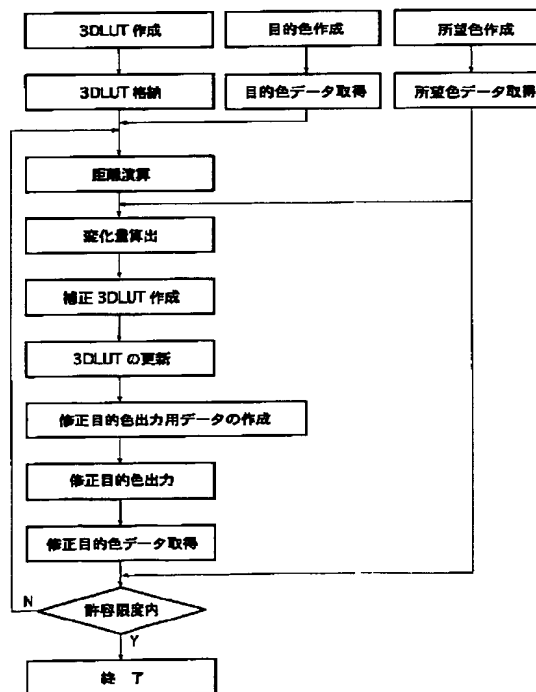 3DLUT 作成
目的色作成
所望色作成
3DLUT 格納
目的色データ取得
所望色データ取得
距離演算
変化量算出
補正 3DLUT 作成
3DLUT の更新
修正目的色出力用データの作成
修正目的色出力
修正目的色データ取得
N
許容限度内
Y
終 了